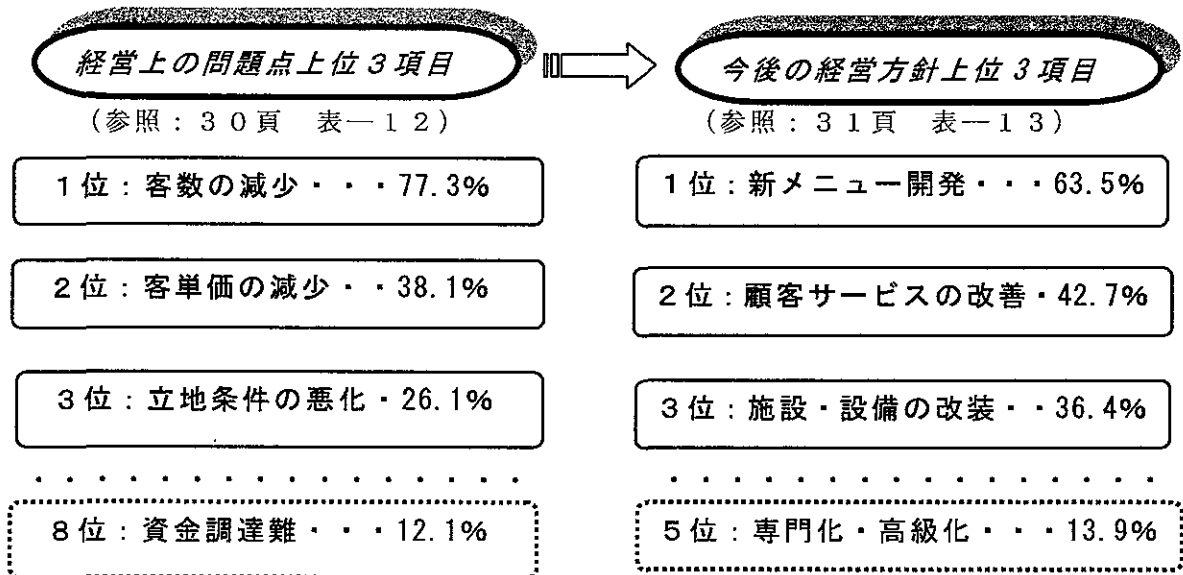 経営上の問題点上位３項目
（参照：３０頁　表―１２）
１位：客数の減少・・・77.3%
２位：客単価の減少・・38.1%
３位：立地条件の悪化・26.1%
・・・・・・・・・・・・・・・・
８位：資金調達難・・・12.1%
今後の経営方針上位３項目
（参照：３１頁　表―１３）
１位：新メニュー開発・・・63.5%
２位：顧客サービスの改善・42.7%
３位：施設・設備の改装・・36.4%
・・・・・・・・・・・・・・・・
５位：専門化・高級化・・・13.9%